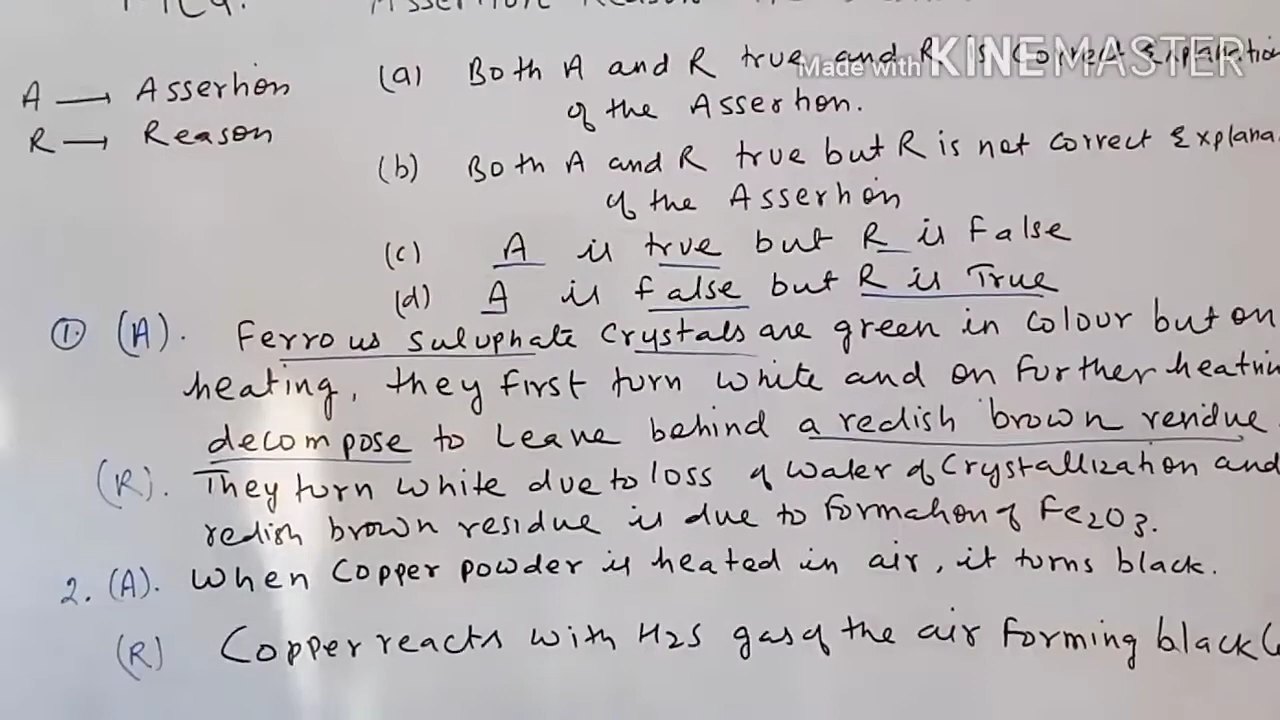 Assertion Reason
A → Assertion
R → Reason
(a) Both A and R true and R is correct Explanation
of the Assertion.
(b) Both A and R true but R is not correct Explana
of the Assertion
(c) A is true but R is False
(d) A is false but R is True
1. (A). Ferrous suluphate crystals are green in colour but on
heating, they first turn white and on further heatin
decompose to leave behind a redish brown residue.
(R). They turn white due to loss of water of crystallization and
redish brown residue is due to formation of Fe2O3.
2. (A). When copper powder is heated in air, it turns black.
(R) Copper reacts with H2S gas of the air forming black
Made with KINEMASTER